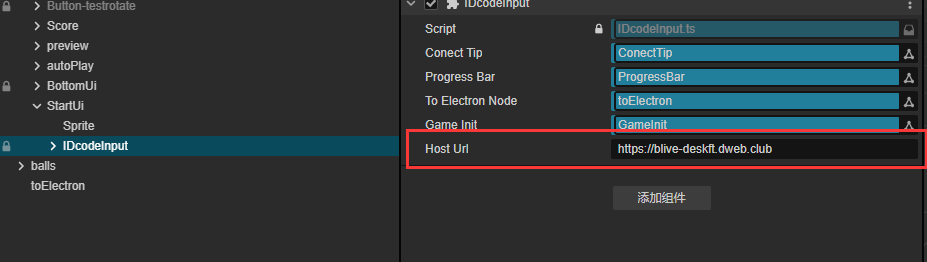 Button-testrotate
Score
preview
autoPlay
BottomUi
StartUi
Sprite
IDcodeInput
balls
toElectron
IDcodeInput
Script IDcodeInput.ts
Conect Tip ConectTip
Progress Bar ProgressBar
To Electron Node toElectron
Game Init GameInit
Host Url https://blive-deskft.dweb.club
添加组件